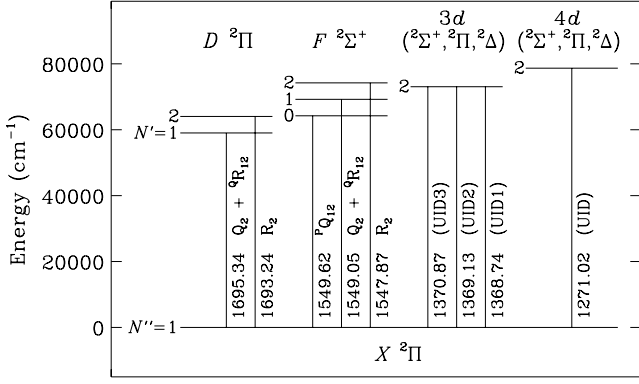 3d 4d
D ²Π F ²Σ⁺ (²Σ⁺,²Π,²Δ) (²Σ⁺,²Π,²Δ)
80000
2
2
2
1
60000
2
N'=1
0
40000
20000
0
N''=1
Energy (cm⁻¹)
1695.34 Q₂ + ᵠR₁₂
1693.24 R₂
1549.62 ᴾQ₁₂
1549.05 Q₂ + ᵠR₁₂
1547.87 R₂
1370.87 (UID3)
1369.13 (UID2)
1368.74 (UID1)
1271.02 (UID)
X ²Π